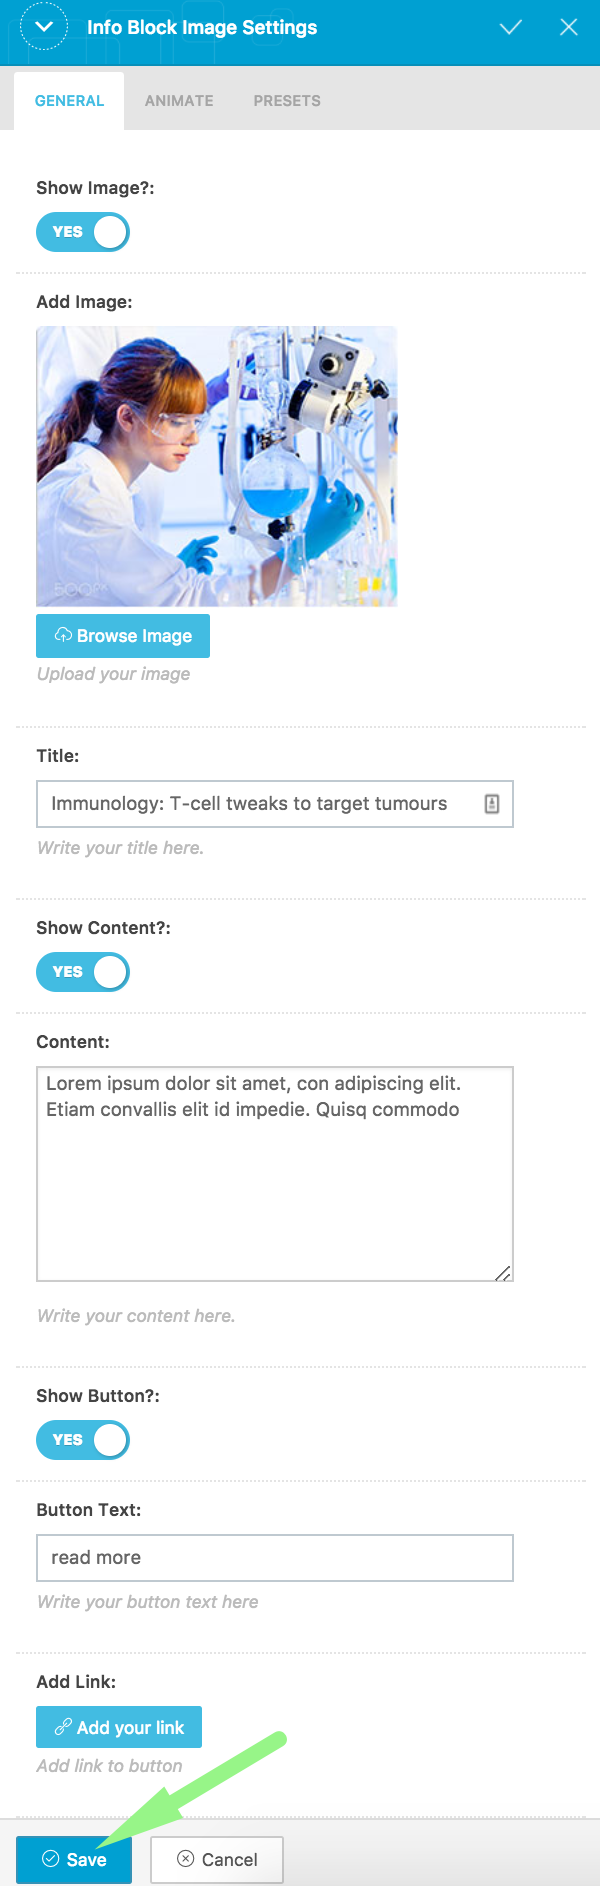 Info Block Image Settings
GENERAL ANIMATE PRESETS
Show Image?:
YES
Add Image:
500PX
Browse Image
Upload your image
Title:
Immunology: T-cell tweaks to target tumours
Write your title here.
Show Content?:
YES
Content:
Lorem ipsum dolor sit amet, con adipiscing elit.
Etiam convallis elit id impedie. Quisq commodo
Write your content here.
Show Button?:
YES
Button Text:
read more
Write your button text here
Add Link:
Add your link
Add link to button
Save Cancel